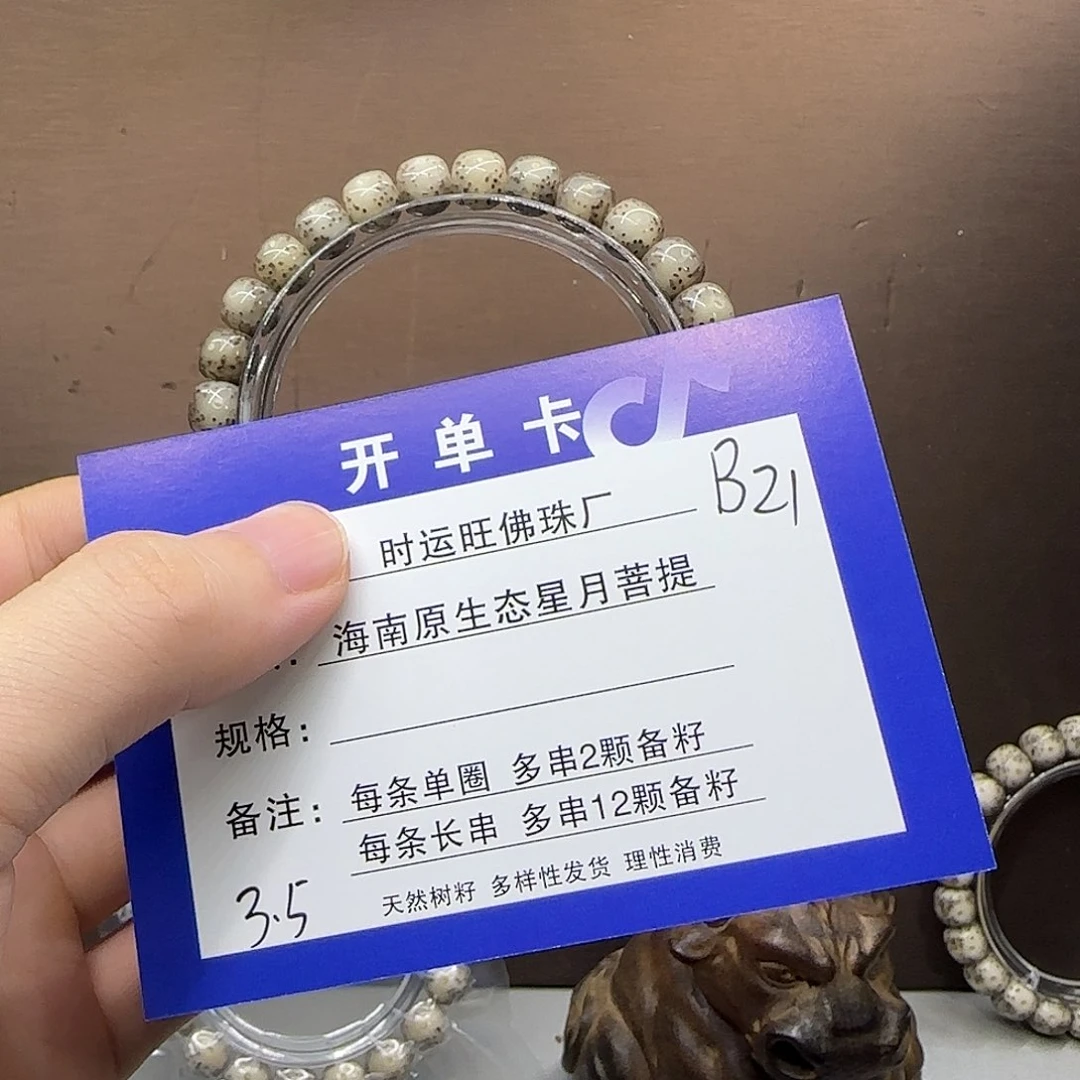 开单卡
B21
时运旺佛珠厂
海南原生态星月菩提
规格：
备注：每条单圈 多串2颗备籽
每条长串 多串12颗备籽
天然树籽 多样性发货 理性消费
3.5